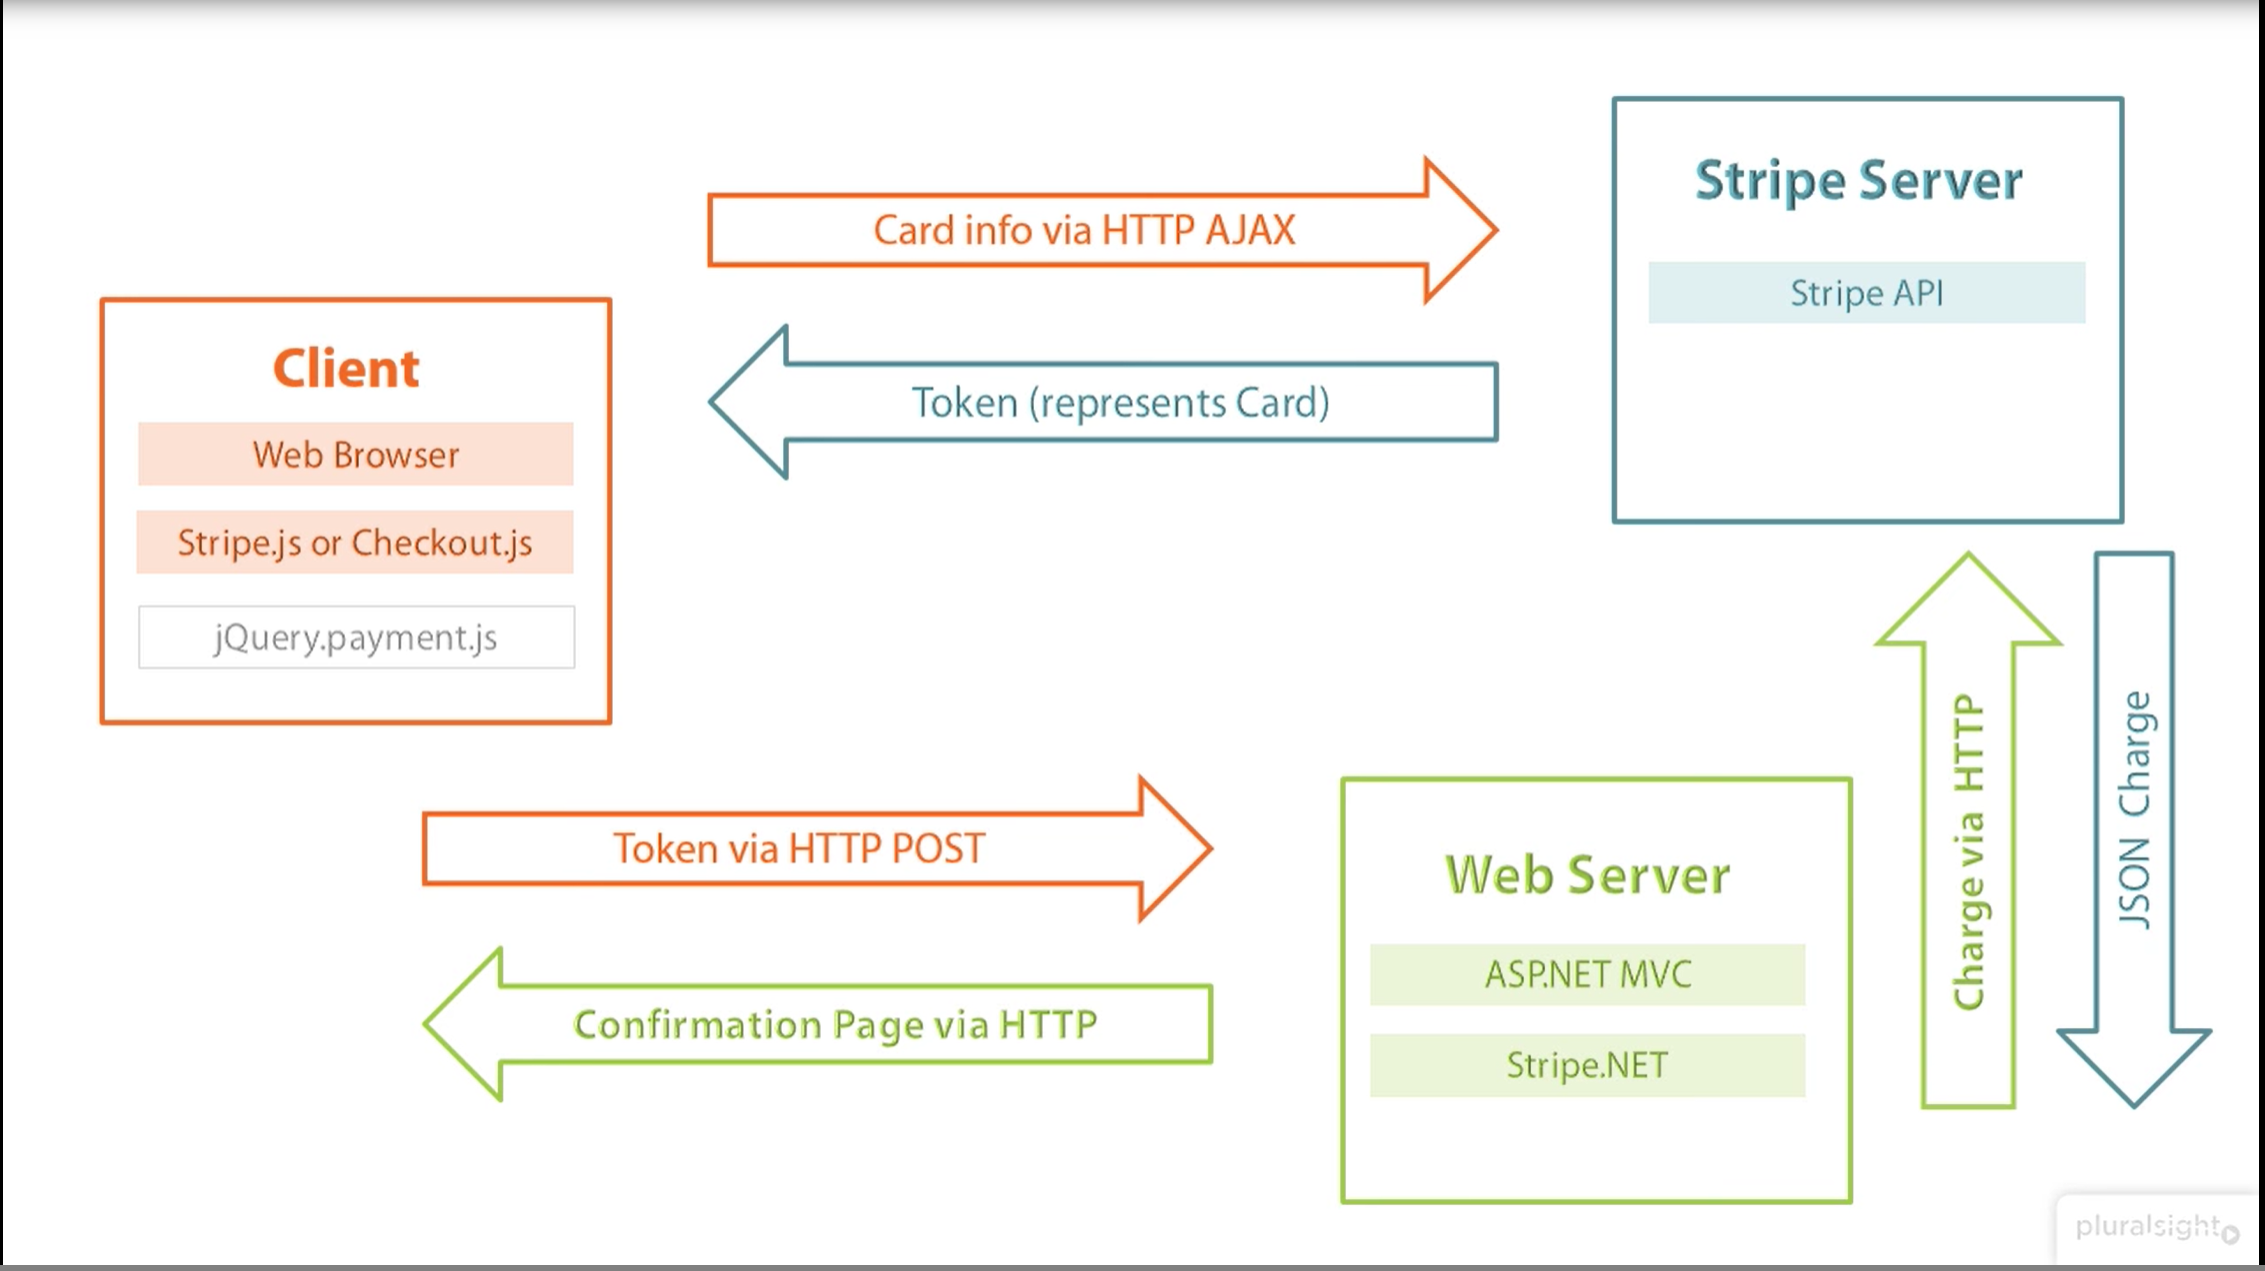 Stripe Server
Stripe API
Card info via HTTP AJAX
Token (represents Card)
Client
Web Browser
Stripe.js or Checkout.js
jQuery.payment.js
Token via HTTP POST
Confirmation Page via HTTP
Web Server
ASP.NET MVC
Stripe.NET
Charge via HTTP
JSON Charge
pluralsight